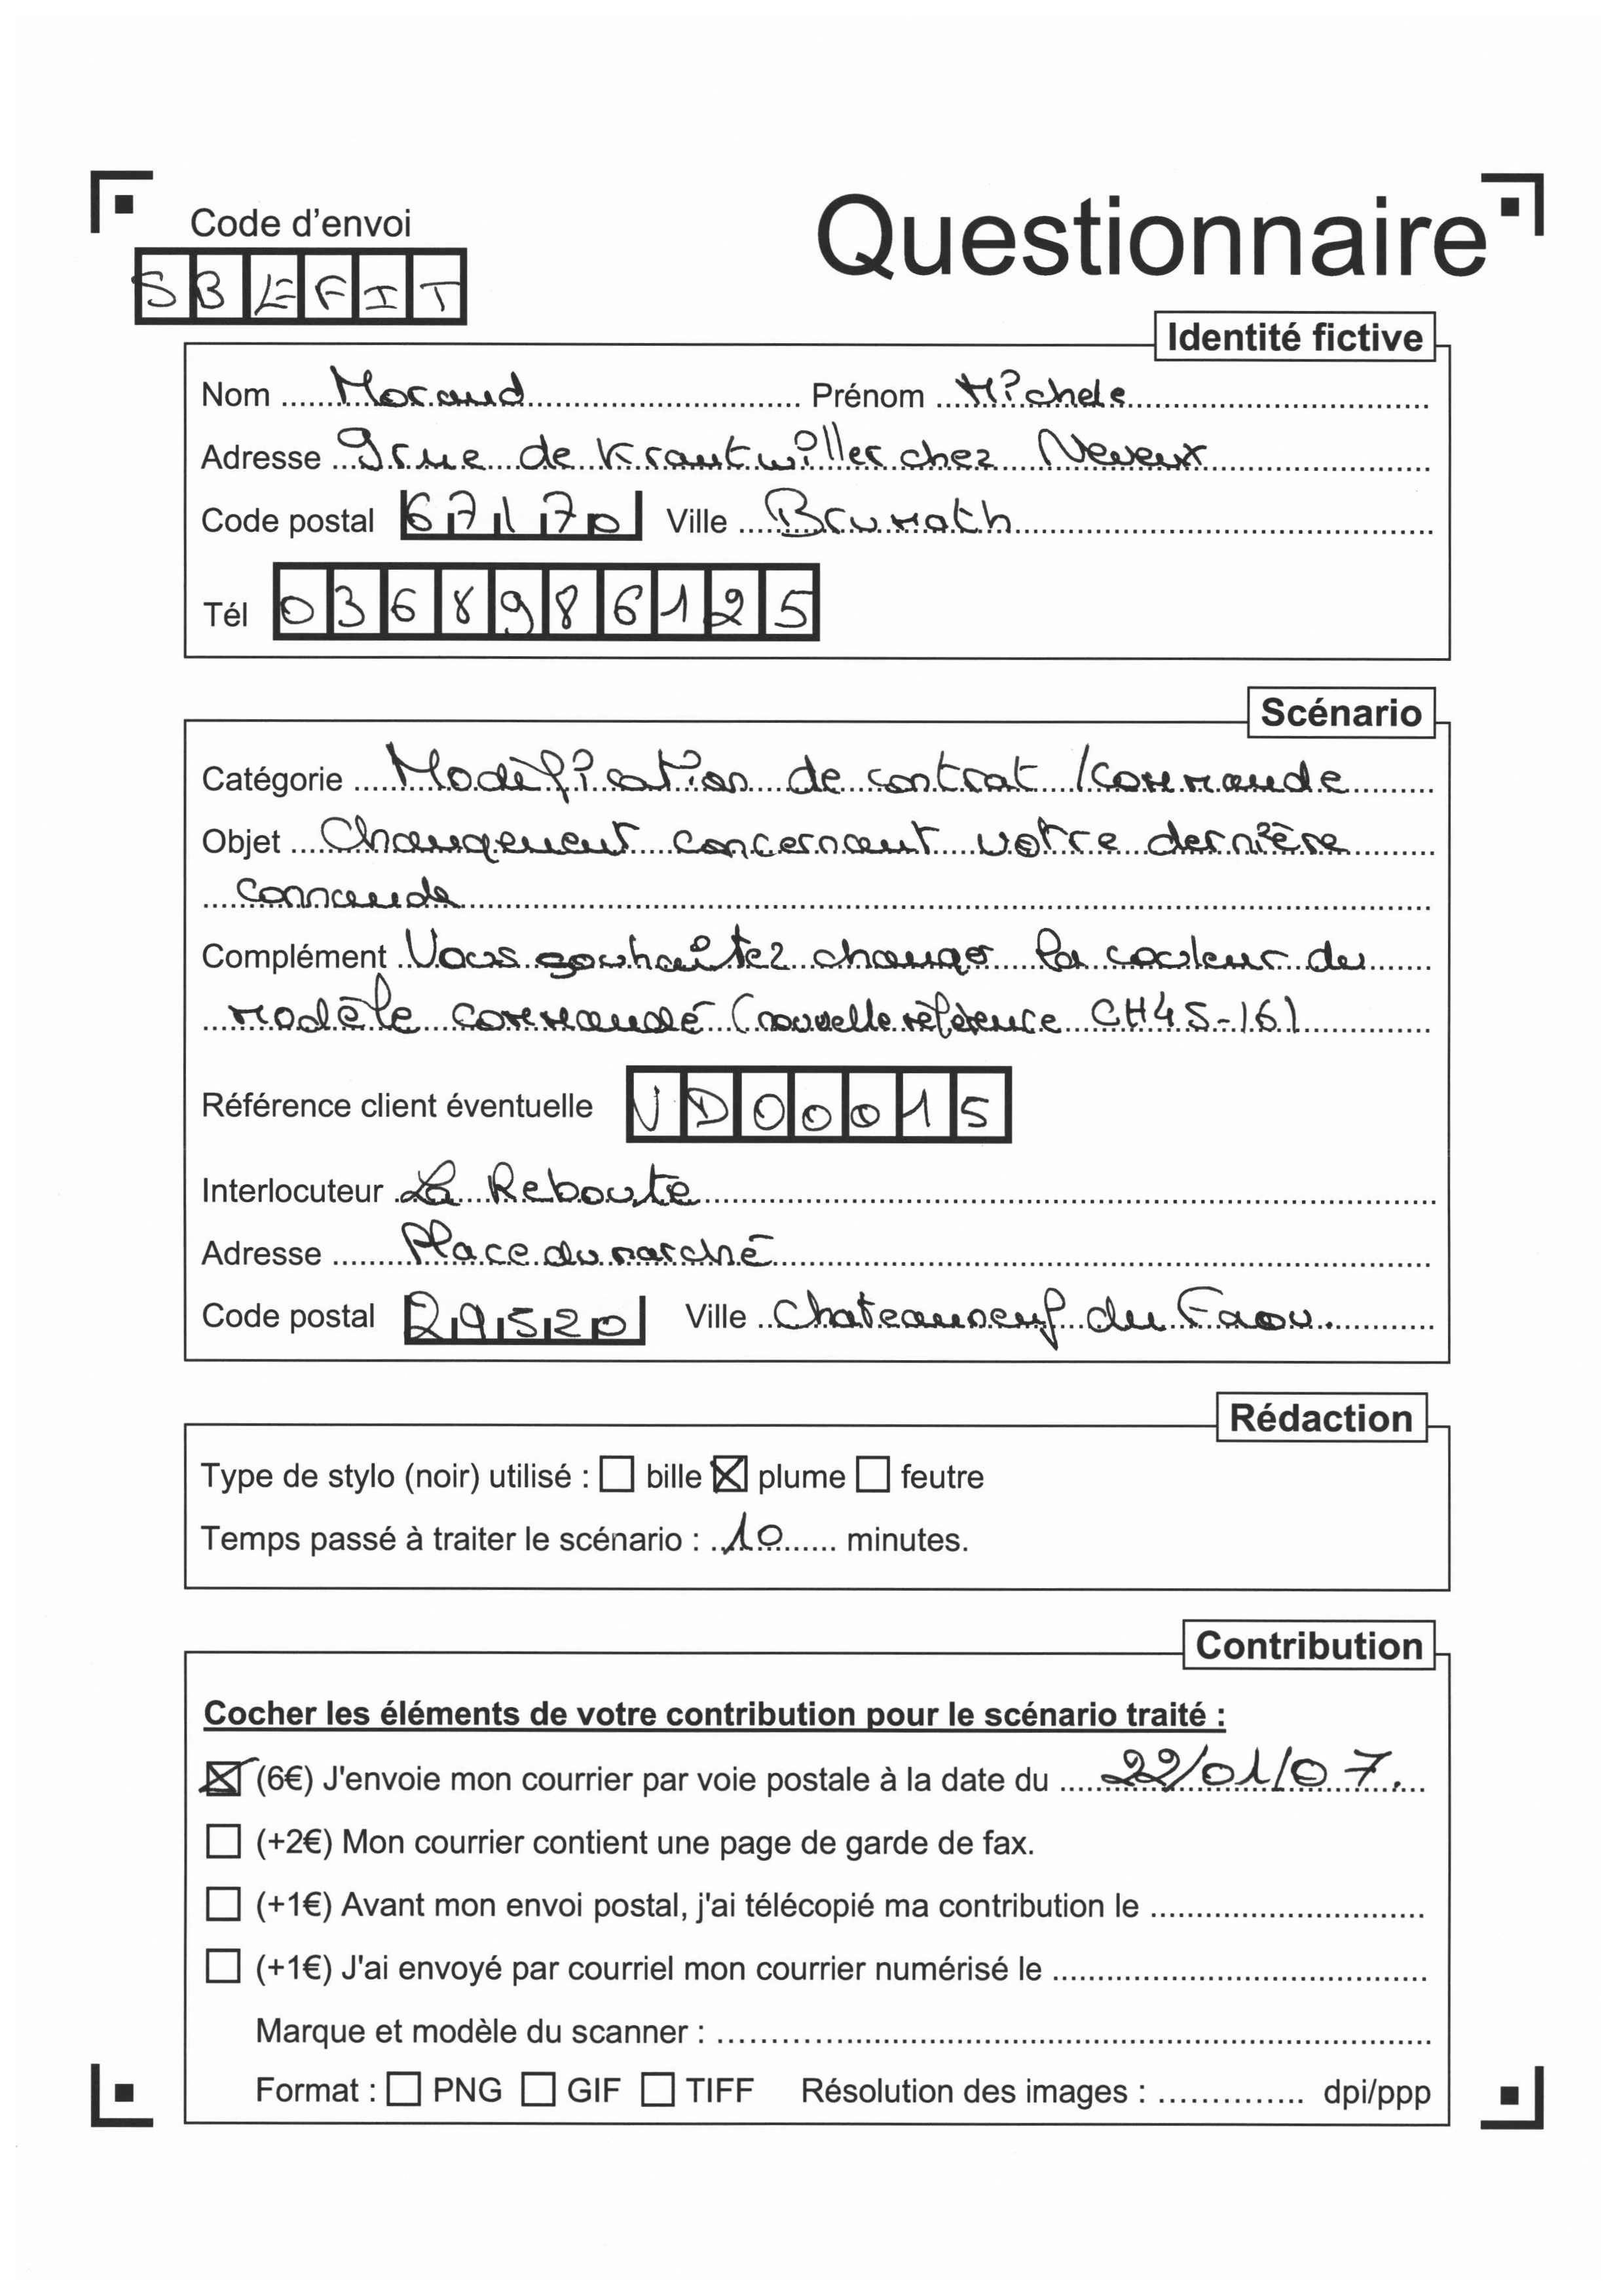 Code d'envoi
Questionnaire
SBLEFIT
Identité fictive
Nom Moraud Prénom Michele
Adresse 9 rue de Krautwiller chez Neveux
Code postal 67170 Ville Brumath
Tél 0368986125
Scénario
Catégorie Modification de contrat / Commande
Objet Changement concernant votre dernière
commande
Complément Vous souhaitez changer la couleur du
modèle commandé (nouvelle référence CH45-16)
Référence client éventuelle VD00015
Interlocuteur La Reboute
Adresse Place du marché
Code postal 29520 Ville Chateauneuf du Faou.
Rédaction
Type de stylo (noir) utilisé : bille plume feutre
Temps passé à traiter le scénario : 10 minutes.
Contribution
Cocher les éléments de votre contribution pour le scénario traité :
(6€) J'envoie mon courrier par voie postale à la date du 22/01/07.
(+2€) Mon courrier contient une page de garde de fax.
(+1€) Avant mon envoi postal, j'ai télécopié ma contribution le
(+1€) J'ai envoyé par courriel mon courrier numérisé le
Marque et modèle du scanner :
Format : PNG GIF TIFF Résolution des images : dpi/ppp